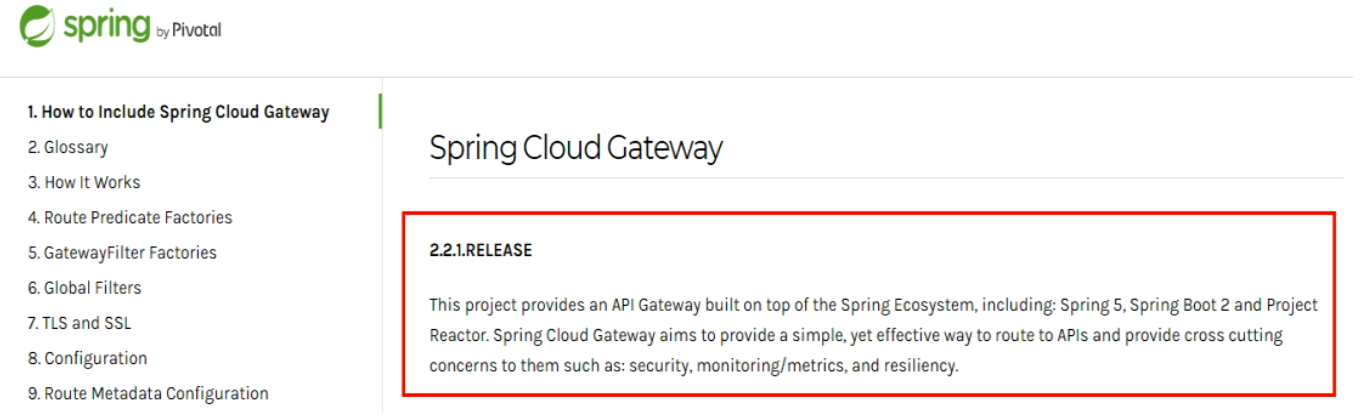 spring by Pivotal
1. How to Include Spring Cloud Gateway
2. Glossary
3. How It Works
4. Route Predicate Factories
5. GatewayFilter Factories
6. Global Filters
7. TLS and SSL
8. Configuration
9. Route Metadata Configuration
Spring Cloud Gateway
2.2.1.RELEASE
This project provides an API Gateway built on top of the Spring Ecosystem, including: Spring 5, Spring Boot 2 and Project
Reactor. Spring Cloud Gateway aims to provide a simple, yet effective way to route to APIs and provide cross cutting
concerns to them such as: security, monitoring/metrics, and resiliency.